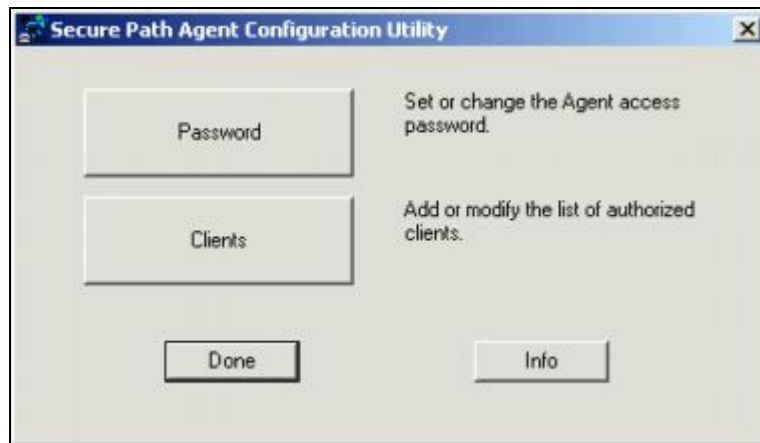 Secure Path Agent Configuration Utility
Password
Set or change the Agent access
password.
Clients
Add or modify the list of authorized
clients.
Done
Info